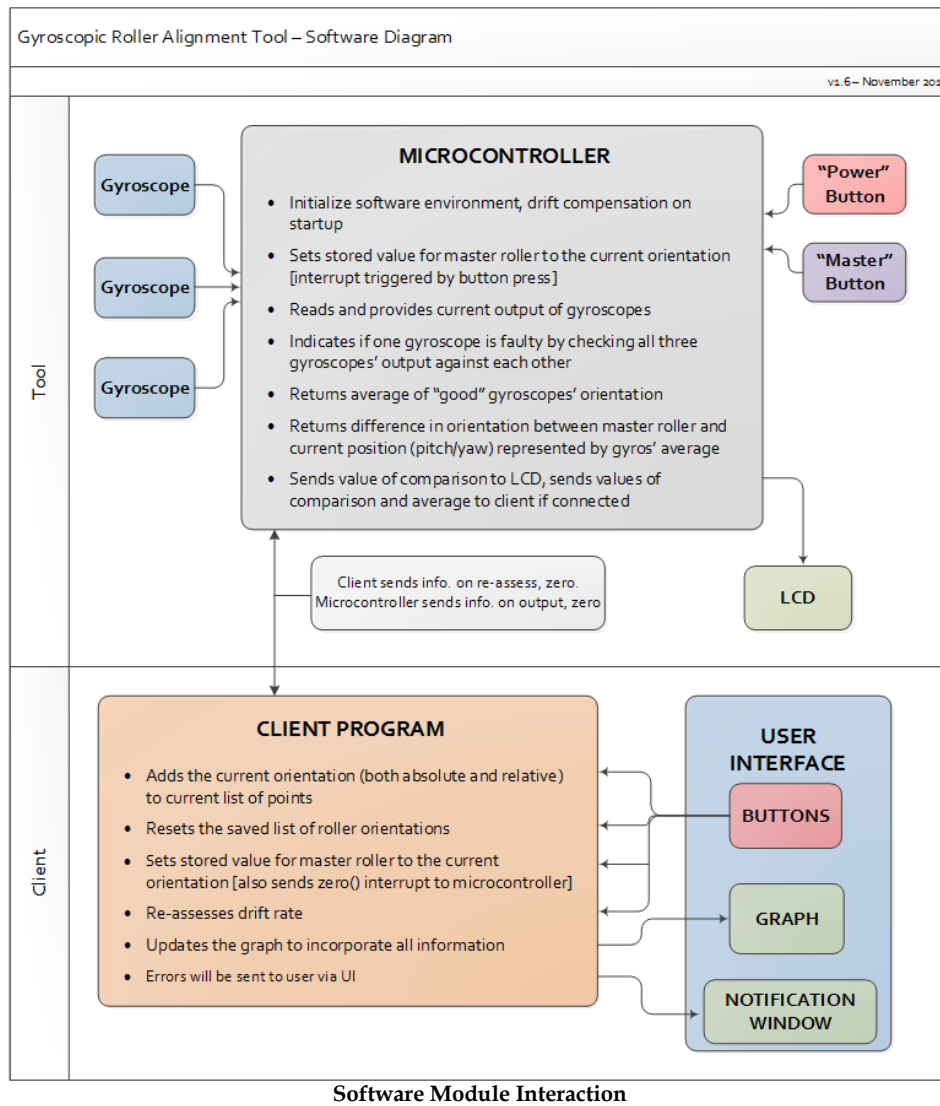 Gyroscopic Roller Alignment Tool – Software Diagram
v1.6 – November 201
Tool
Gyroscope
Gyroscope
Gyroscope
MICROCONTROLLER
• Initialize software environment, drift compensation on
startup
• Sets stored value for master roller to the current orientation
[interrupt triggered by button press]
• Reads and provides current output of gyroscopes
• Indicates if one gyroscope is faulty by checking all three
gyroscopes’ output against each other
• Returns average of “good” gyroscopes’ orientation
• Returns difference in orientation between master roller and
current position (pitch/yaw) represented by gyros’ average
• Sends value of comparison to LCD, sends values of
comparison and average to client if connected
“Power”
Button
“Master”
Button
Client sends info. on re-assess, zero.
Microcontroller sends info. on output, zero
LCD
Client
CLIENT PROGRAM
• Adds the current orientation (both absolute and relative)
to current list of points
• Resets the saved list of roller orientations
• Sets stored value for master roller to the current
orientation [also sends zero() interrupt to microcontroller]
• Re-assesses drift rate
• Updates the graph to incorporate all information
• Errors will be sent to user via UI
USER
INTERFACE
BUTTONS
GRAPH
NOTIFICATION
WINDOW
Software Module Interaction